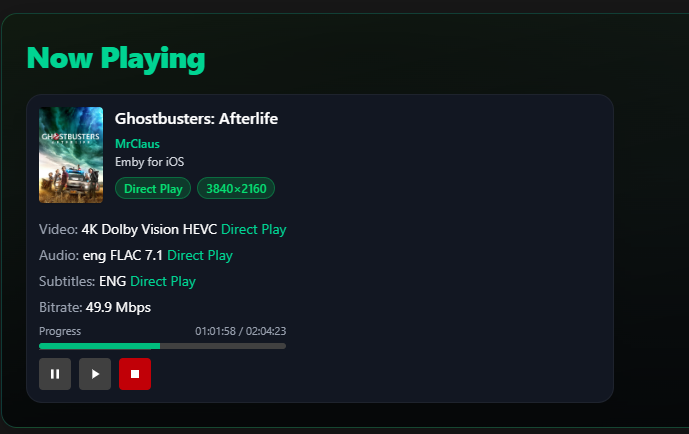 Now Playing
GHOSTBUSTERS
AFTERLIFE
Ghostbusters: Afterlife
MrClaus
Emby for iOS
Direct Play 3840×2160
Video: 4K Dolby Vision HEVC Direct Play
Audio: eng FLAC 7.1 Direct Play
Subtitles: ENG Direct Play
Bitrate: 49.9 Mbps
Progress 01:01:58 / 02:04:23